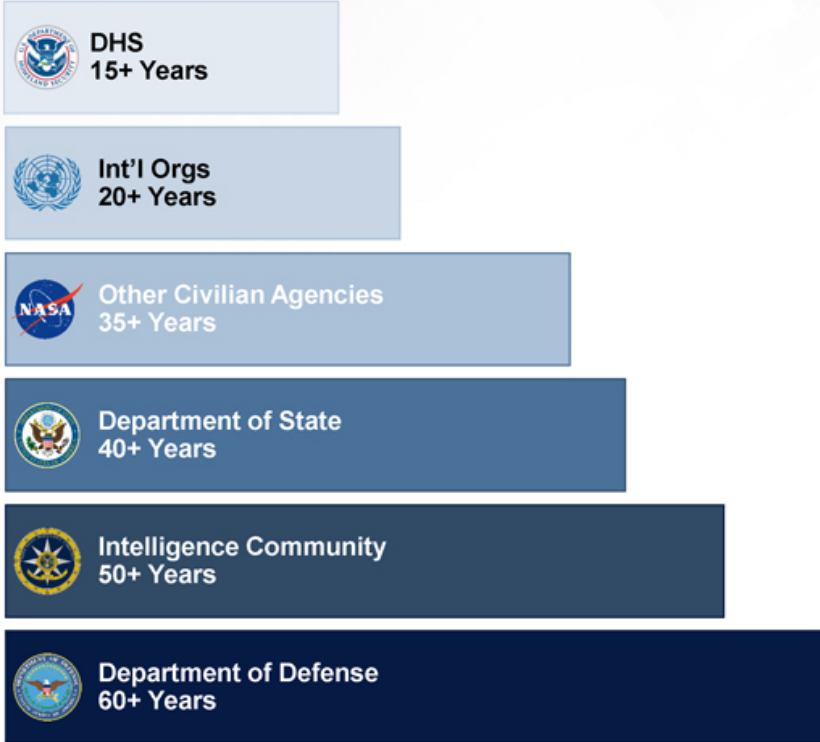 DHS
15+ Years
Int'l Orgs
20+ Years
NASA
Other Civilian Agencies
35+ Years
Department of State
40+ Years
Intelligence Community
50+ Years
Department of Defense
60+ Years